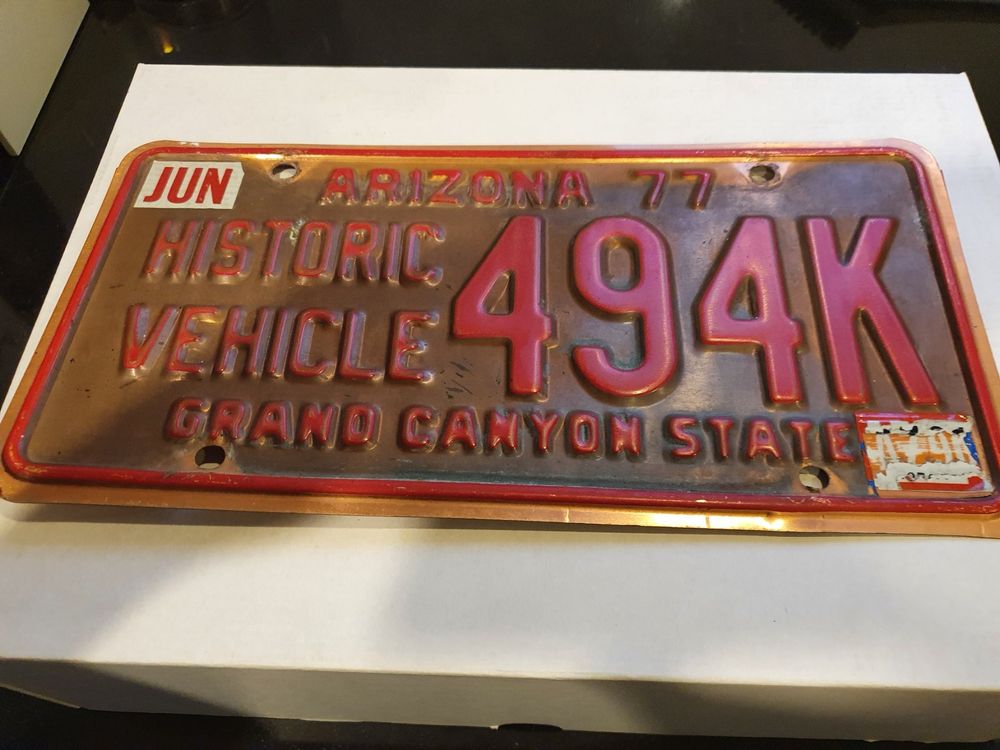 JUN
ARIZONA 77
HISTORIC
VEHICLE
494K
GRAND CANYON STATE